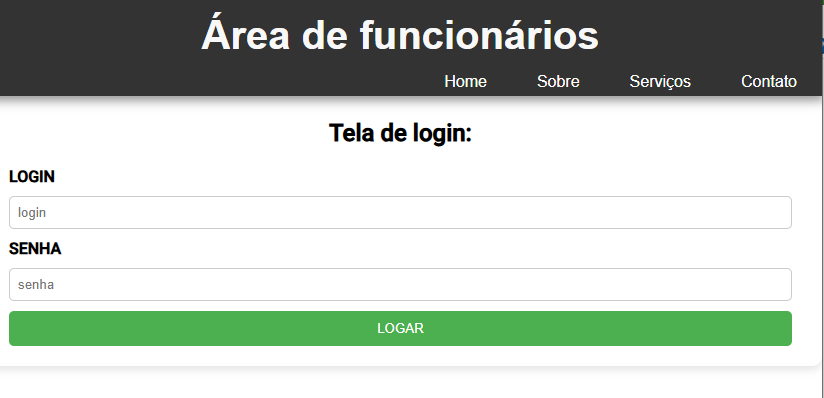 Área de funcionários
Home Sobre Serviços Contato
Tela de login:
LOGIN
login
SENHA
senha
LOGAR